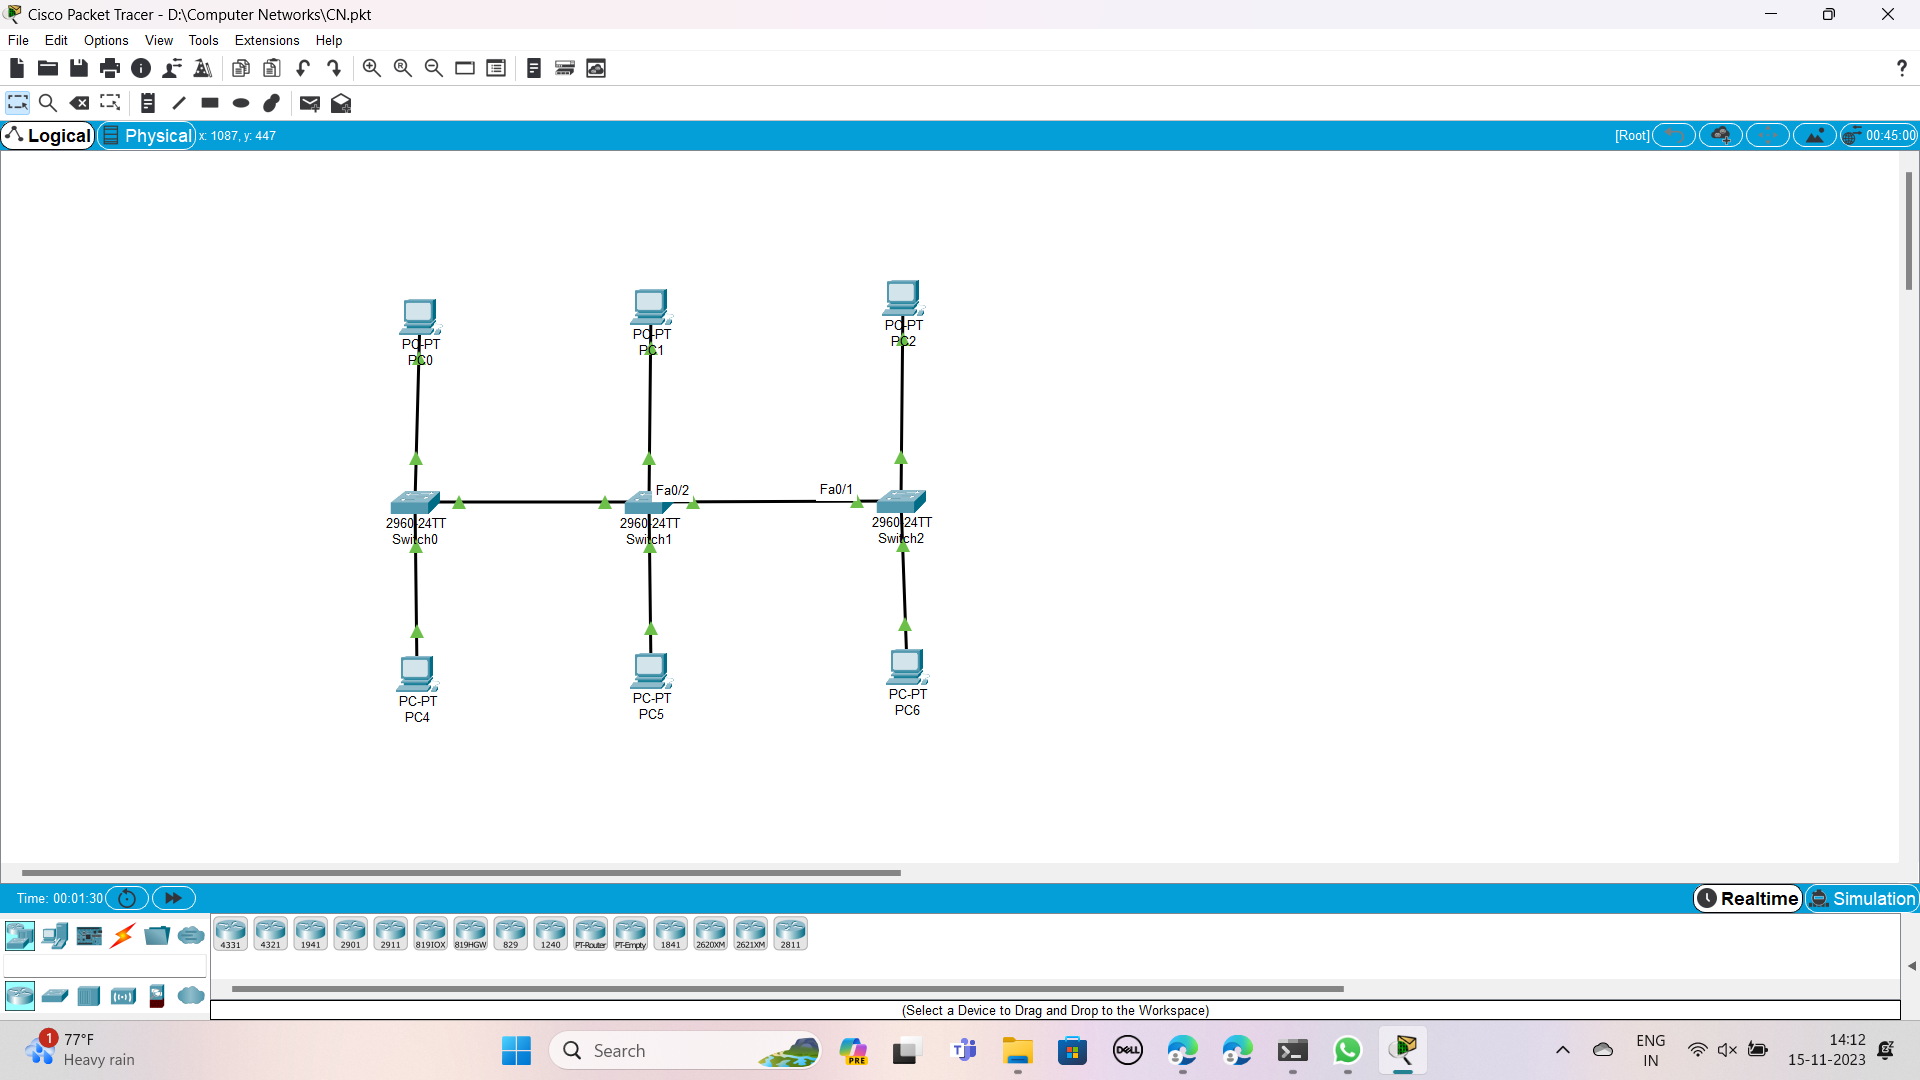 Cisco Packet Tracer - D:\Computer Networks\CN.pkt
File Edit Options View Tools Extensions Help
?
Logical Physical x: 1087, y: 447 [Root] 00:45:00
PC-PT
PC0
PC-PT
PC1
PC-PT
PC2
Fa0/2
Fa0/1
2960-24TT
Switch0
2960-24TT
Switch1
2960-24TT
Switch2
PC-PT
PC4
PC-PT
PC5
PC-PT
PC6
Time: 00:01:30 Realtime Simulation
4331 4321 1941 2901 2911 819IOX 819HGW 829 1240 PT-Router PT-Empty 1841 2620XM 2621XM 2811
(Select a Device to Drag and Drop to the Workspace)
1
77°F
Heavy rain
Search
PRE
DELL
ENG
IN
14:12
15-11-2023